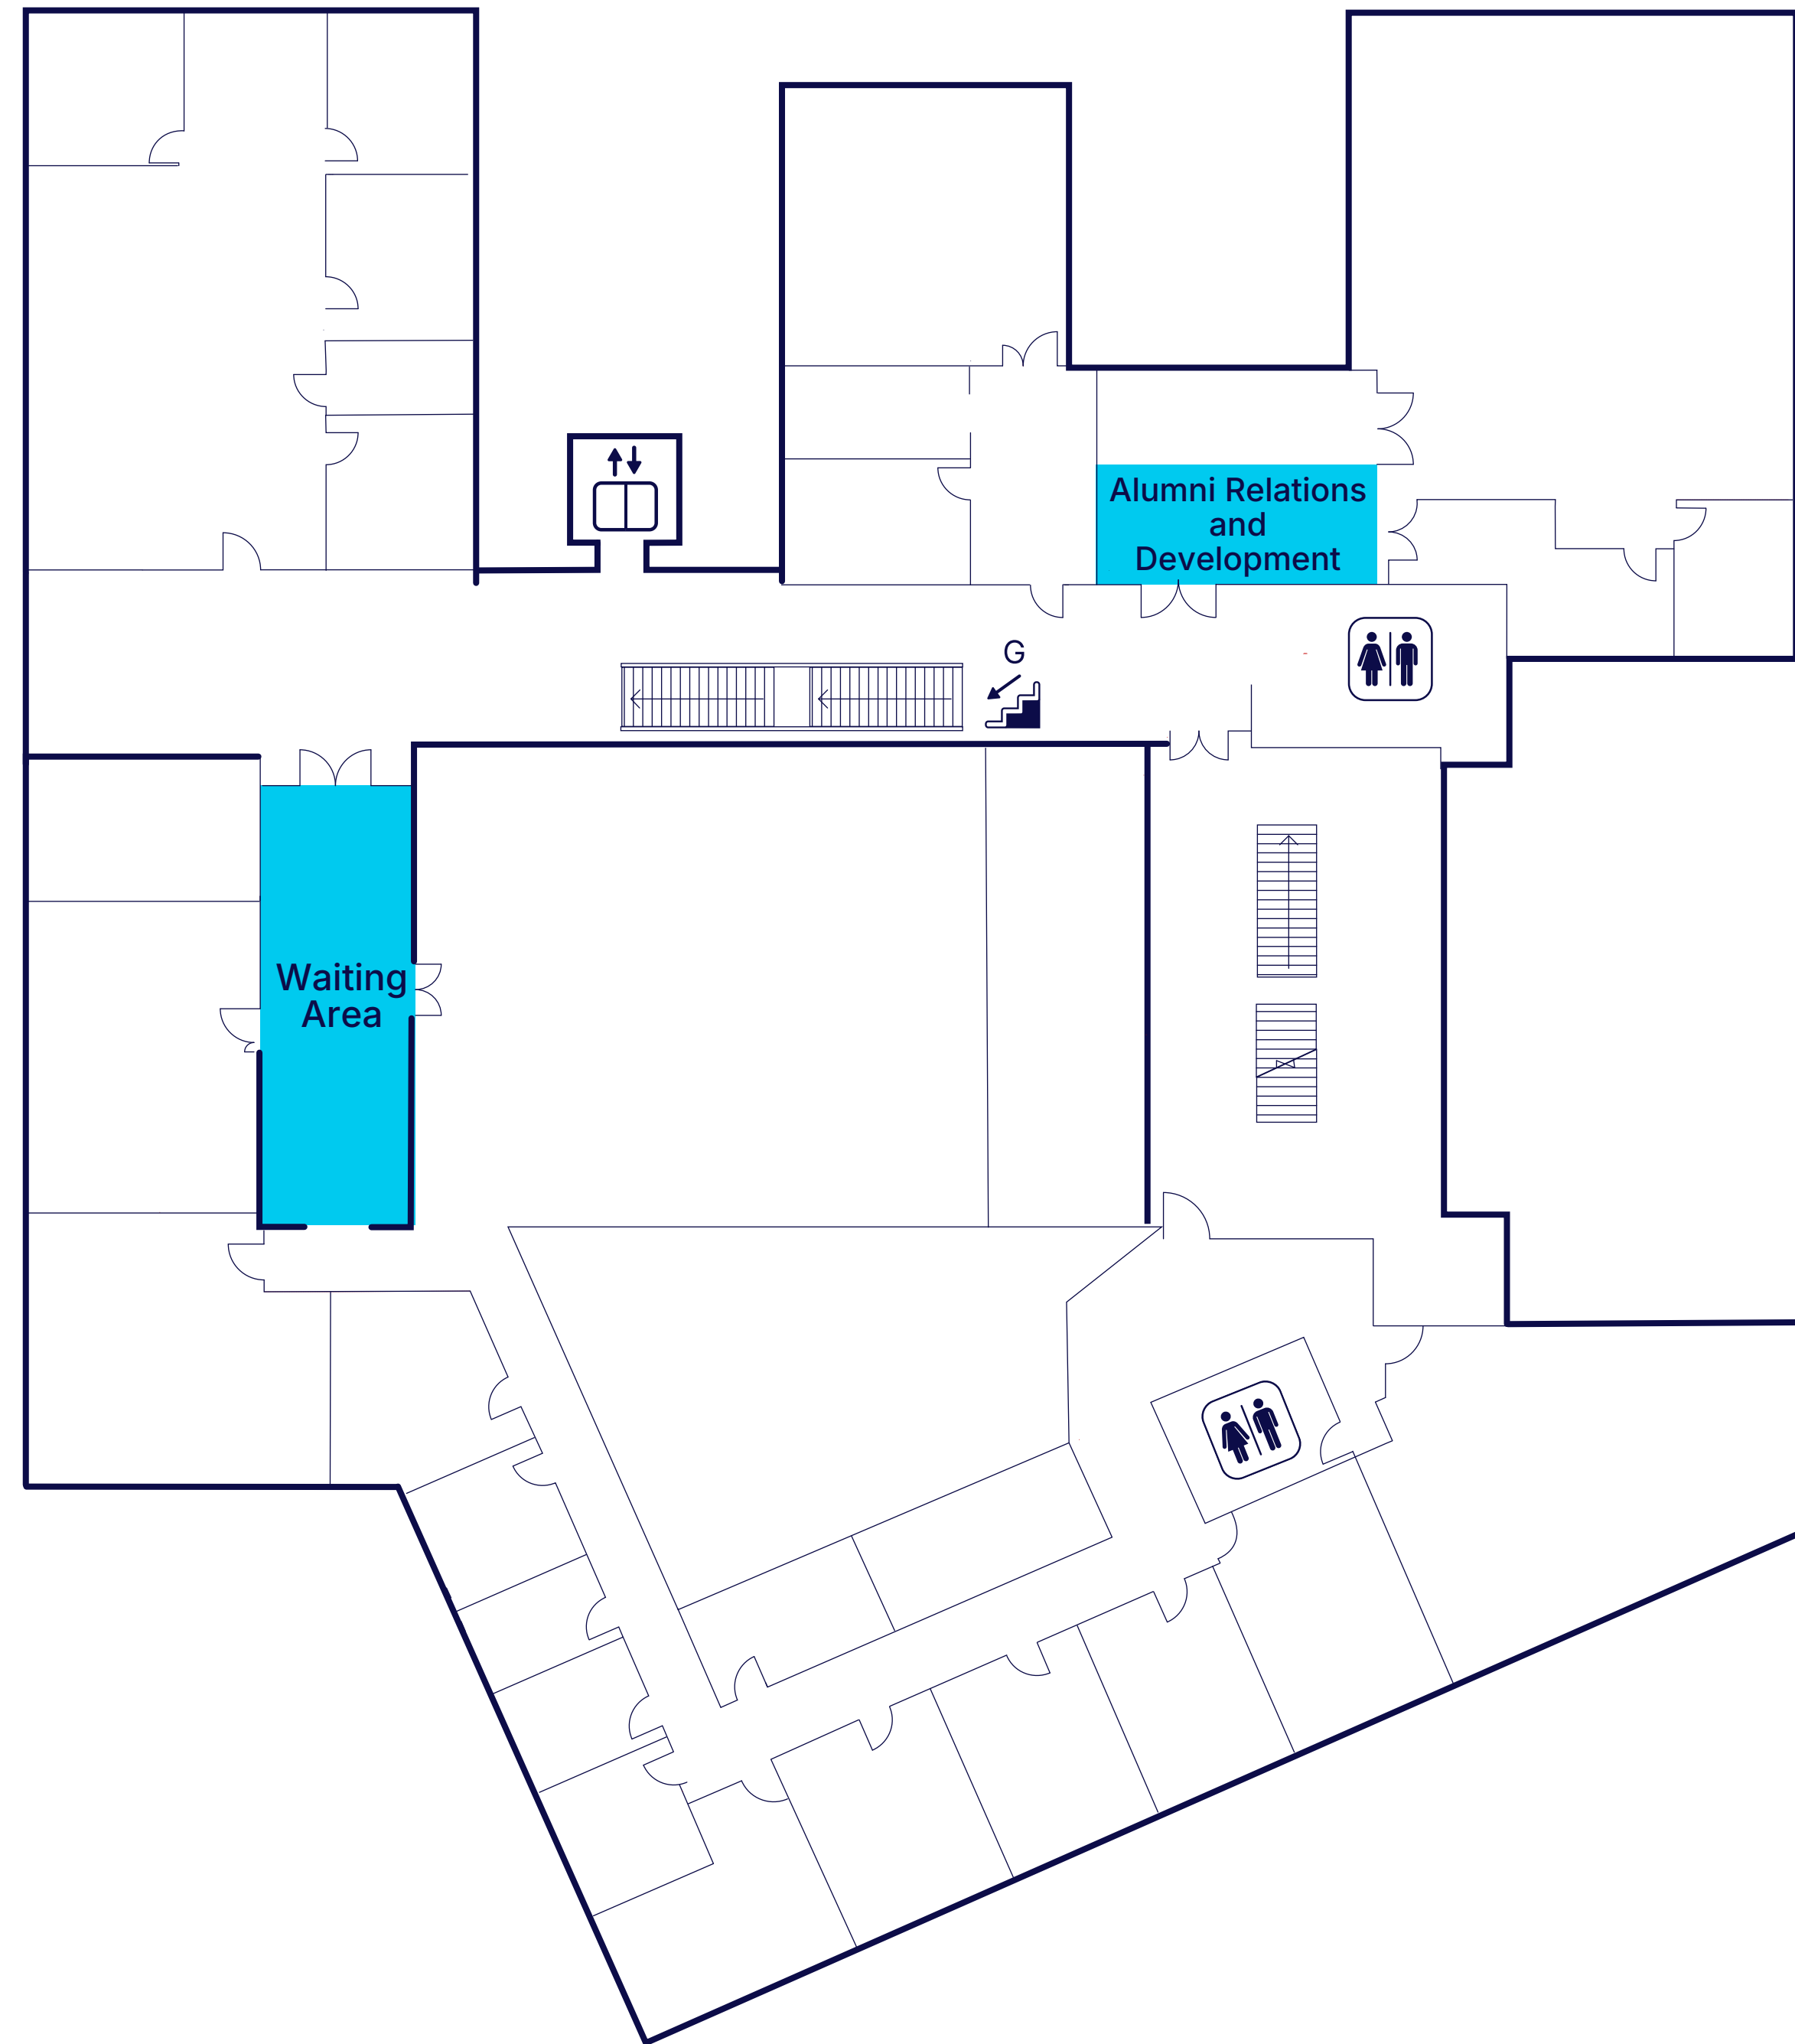 Alumni Relations
and
Development
G
Waiting
Area